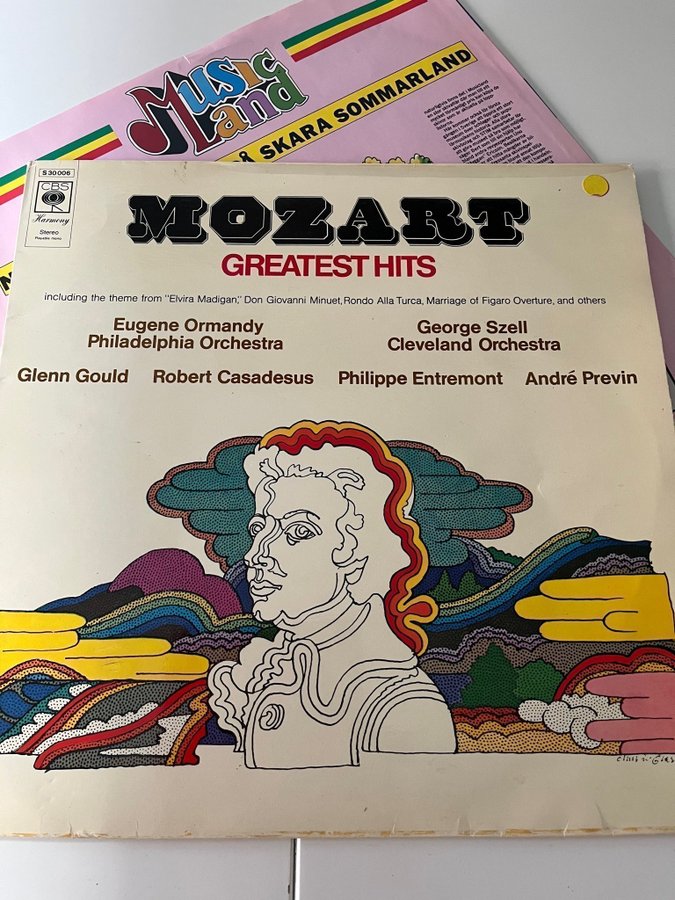 Music
Land
Å SKARA SOMMARLAND
S 30006
CBS
Harmony
Stereo
Playable mono
MOZART
GREATEST HITS
including the theme from "Elvira Madigan," Don Giovanni Minuet, Rondo Alla Turca, Marriage of Figaro Overture, and others
Eugene Ormandy
Philadelphia Orchestra
George Szell
Cleveland Orchestra
Glenn Gould Robert Casadesus Philippe Entremont André Previn